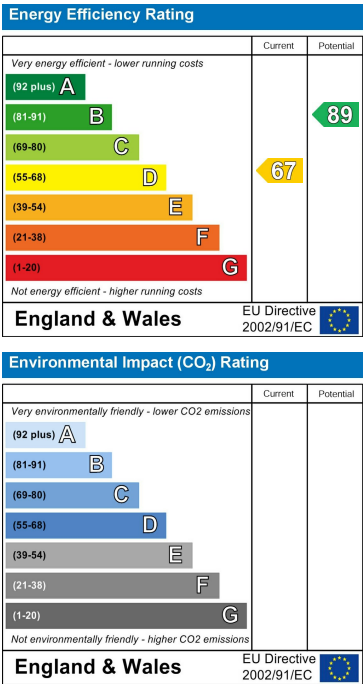 Energy Efficiency Rating
Current Potential
Very energy efficient - lower running costs
(92 plus) A
(81-91) B
89
(69-80) C
(55-68) D
67
(39-54) E
(21-38) F
(1-20) G
Not energy efficient - higher running costs
England & Wales
EU Directive
2002/91/EC
Environmental Impact (CO₂) Rating
Current Potential
Very environmentally friendly - lower CO2 emissions
(92 plus) A
(81-91) B
(69-80) C
(55-68) D
(39-54) E
(21-38) F
(1-20) G
Not environmentally friendly - higher CO2 emissions
England & Wales
EU Directive
2002/91/EC